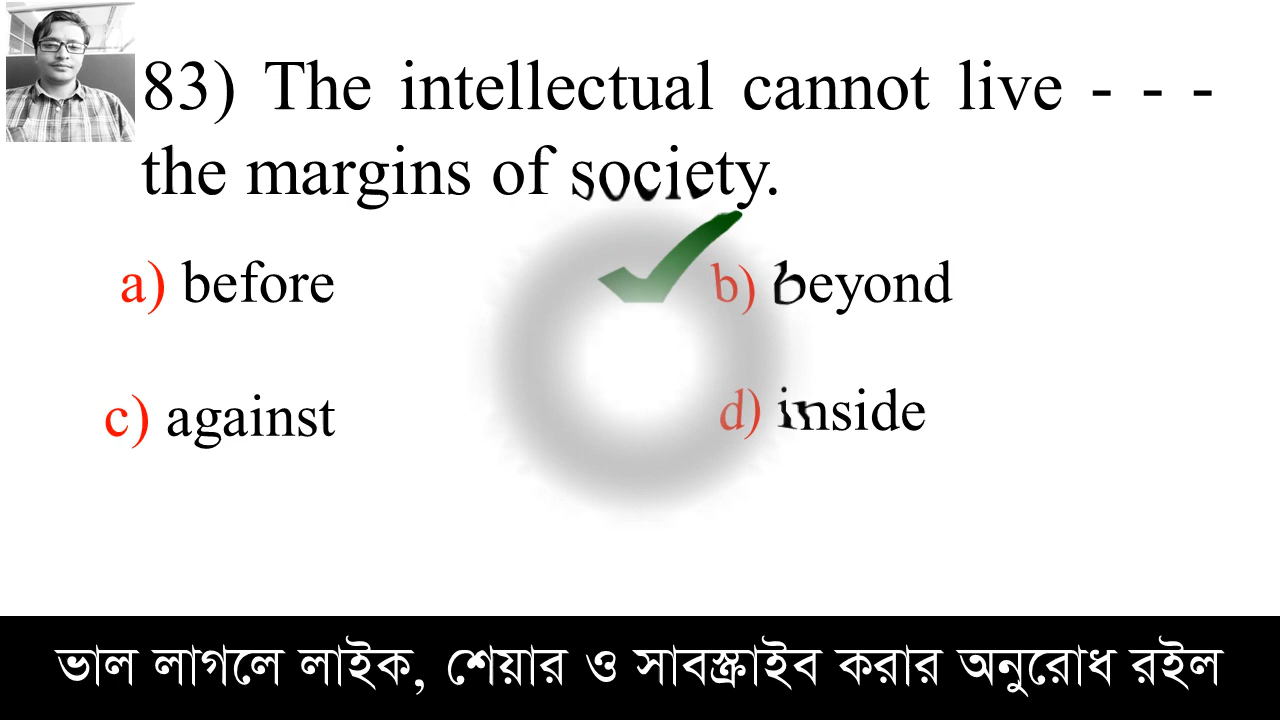 83) The intellectual cannot live - - -
the margins of society.
a) before b) beyond
c) against d) inside
ভাল লাগলে লাইক, শেয়ার ও সাবস্ক্রাইব করার অনুরোধ রইল